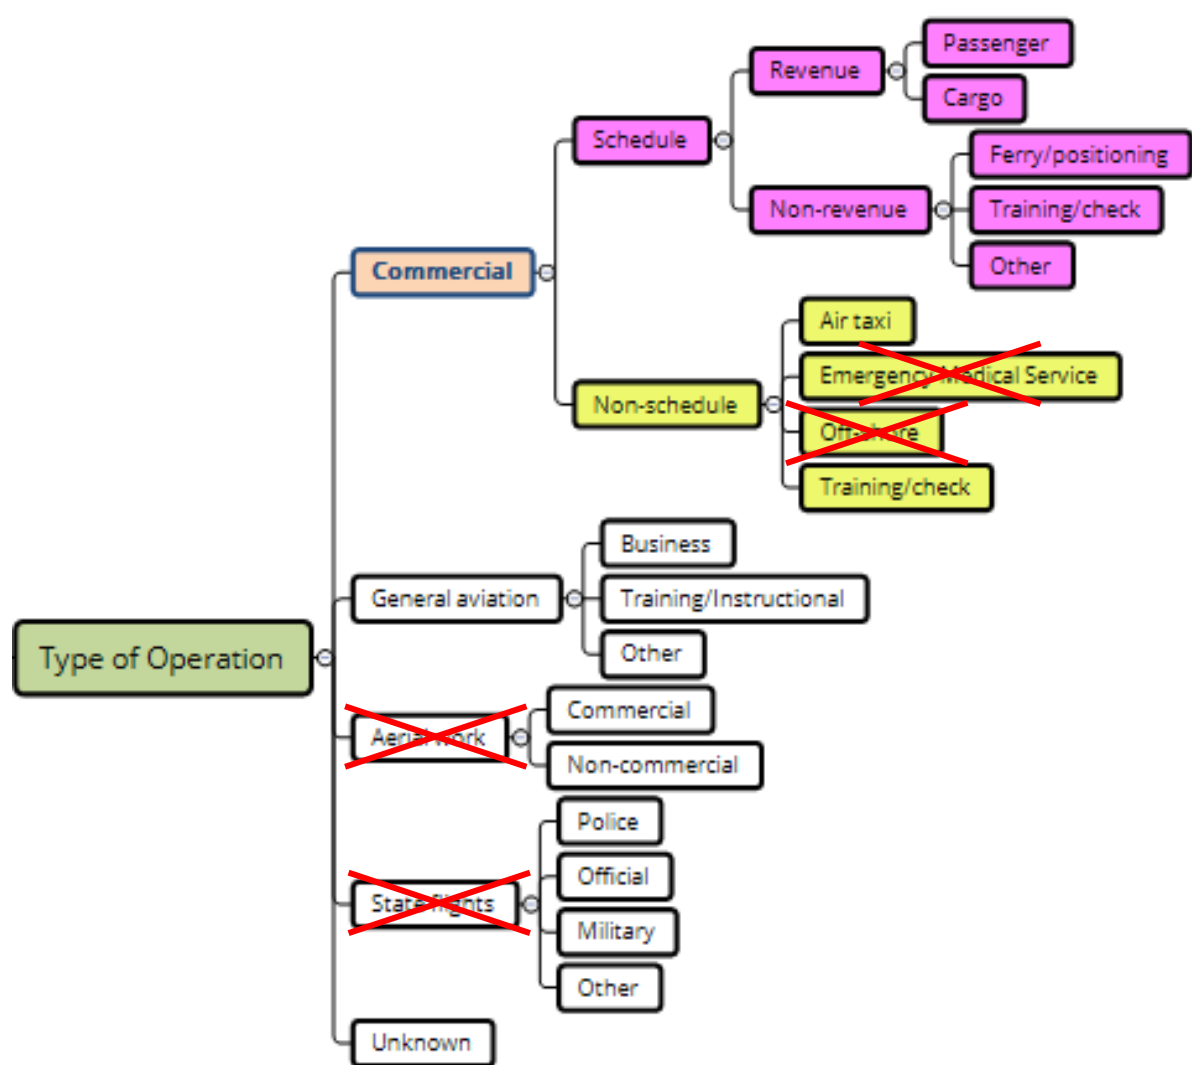 Passenger
Revenue
Cargo
Schedule
Ferry/positioning
Non-revenue
Training/check
Other
Commercial
Air taxi
Emergency Medical Service
Non-schedule
Off-shore
Training/check
Business
General aviation
Training/Instructional
Other
Type of Operation
Commercial
Aerial work
Non-commercial
Police
Official
State flights
Military
Other
Unknown